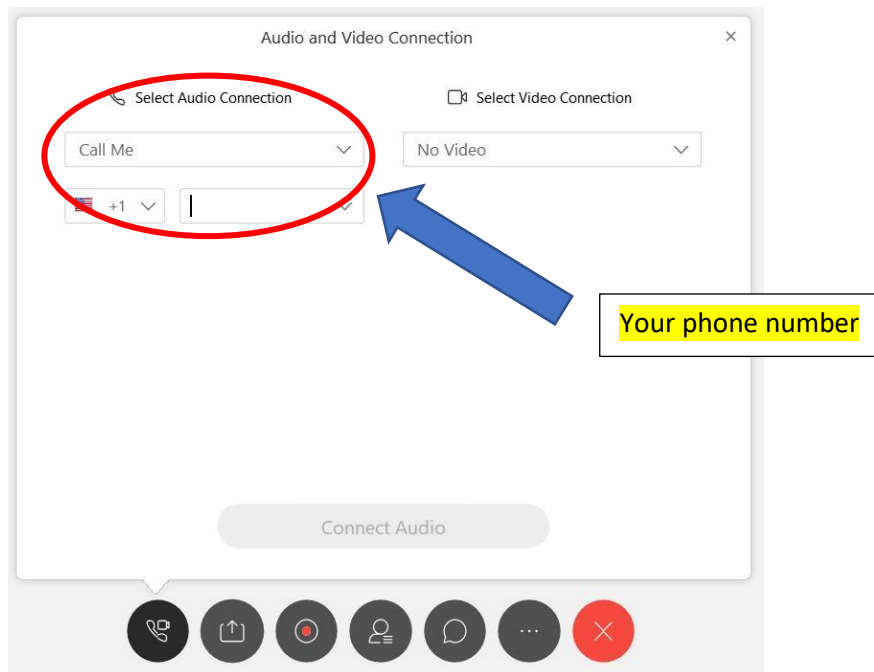 Audio and Video Connection
Select Audio Connection
Select Video Connection
Call Me
No Video
+1
Your phone number
Connect Audio